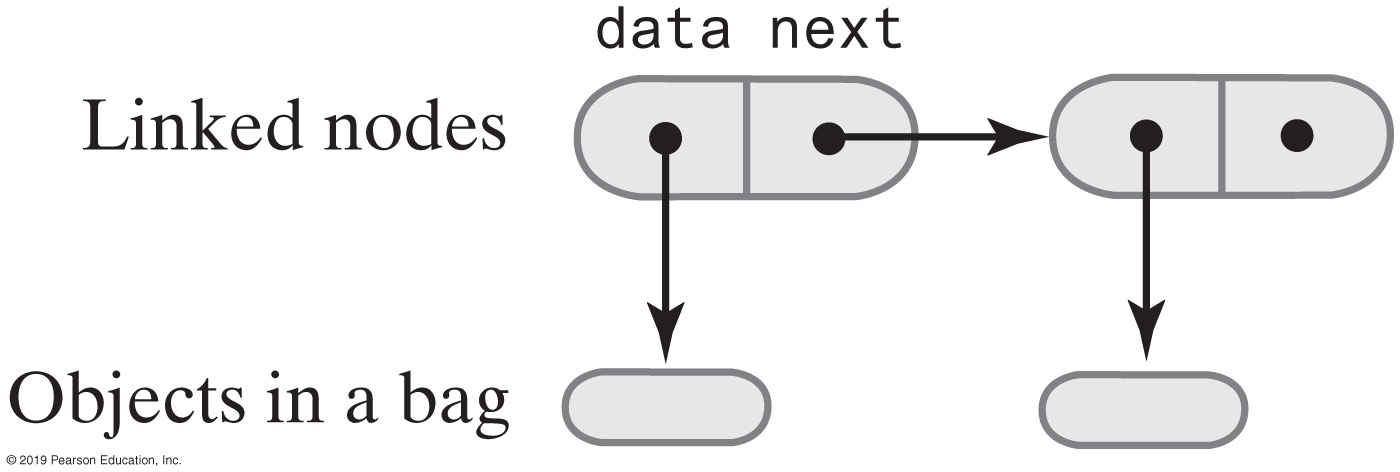 data next
Linked nodes
Objects in a bag
© 2019 Pearson Education, Inc.